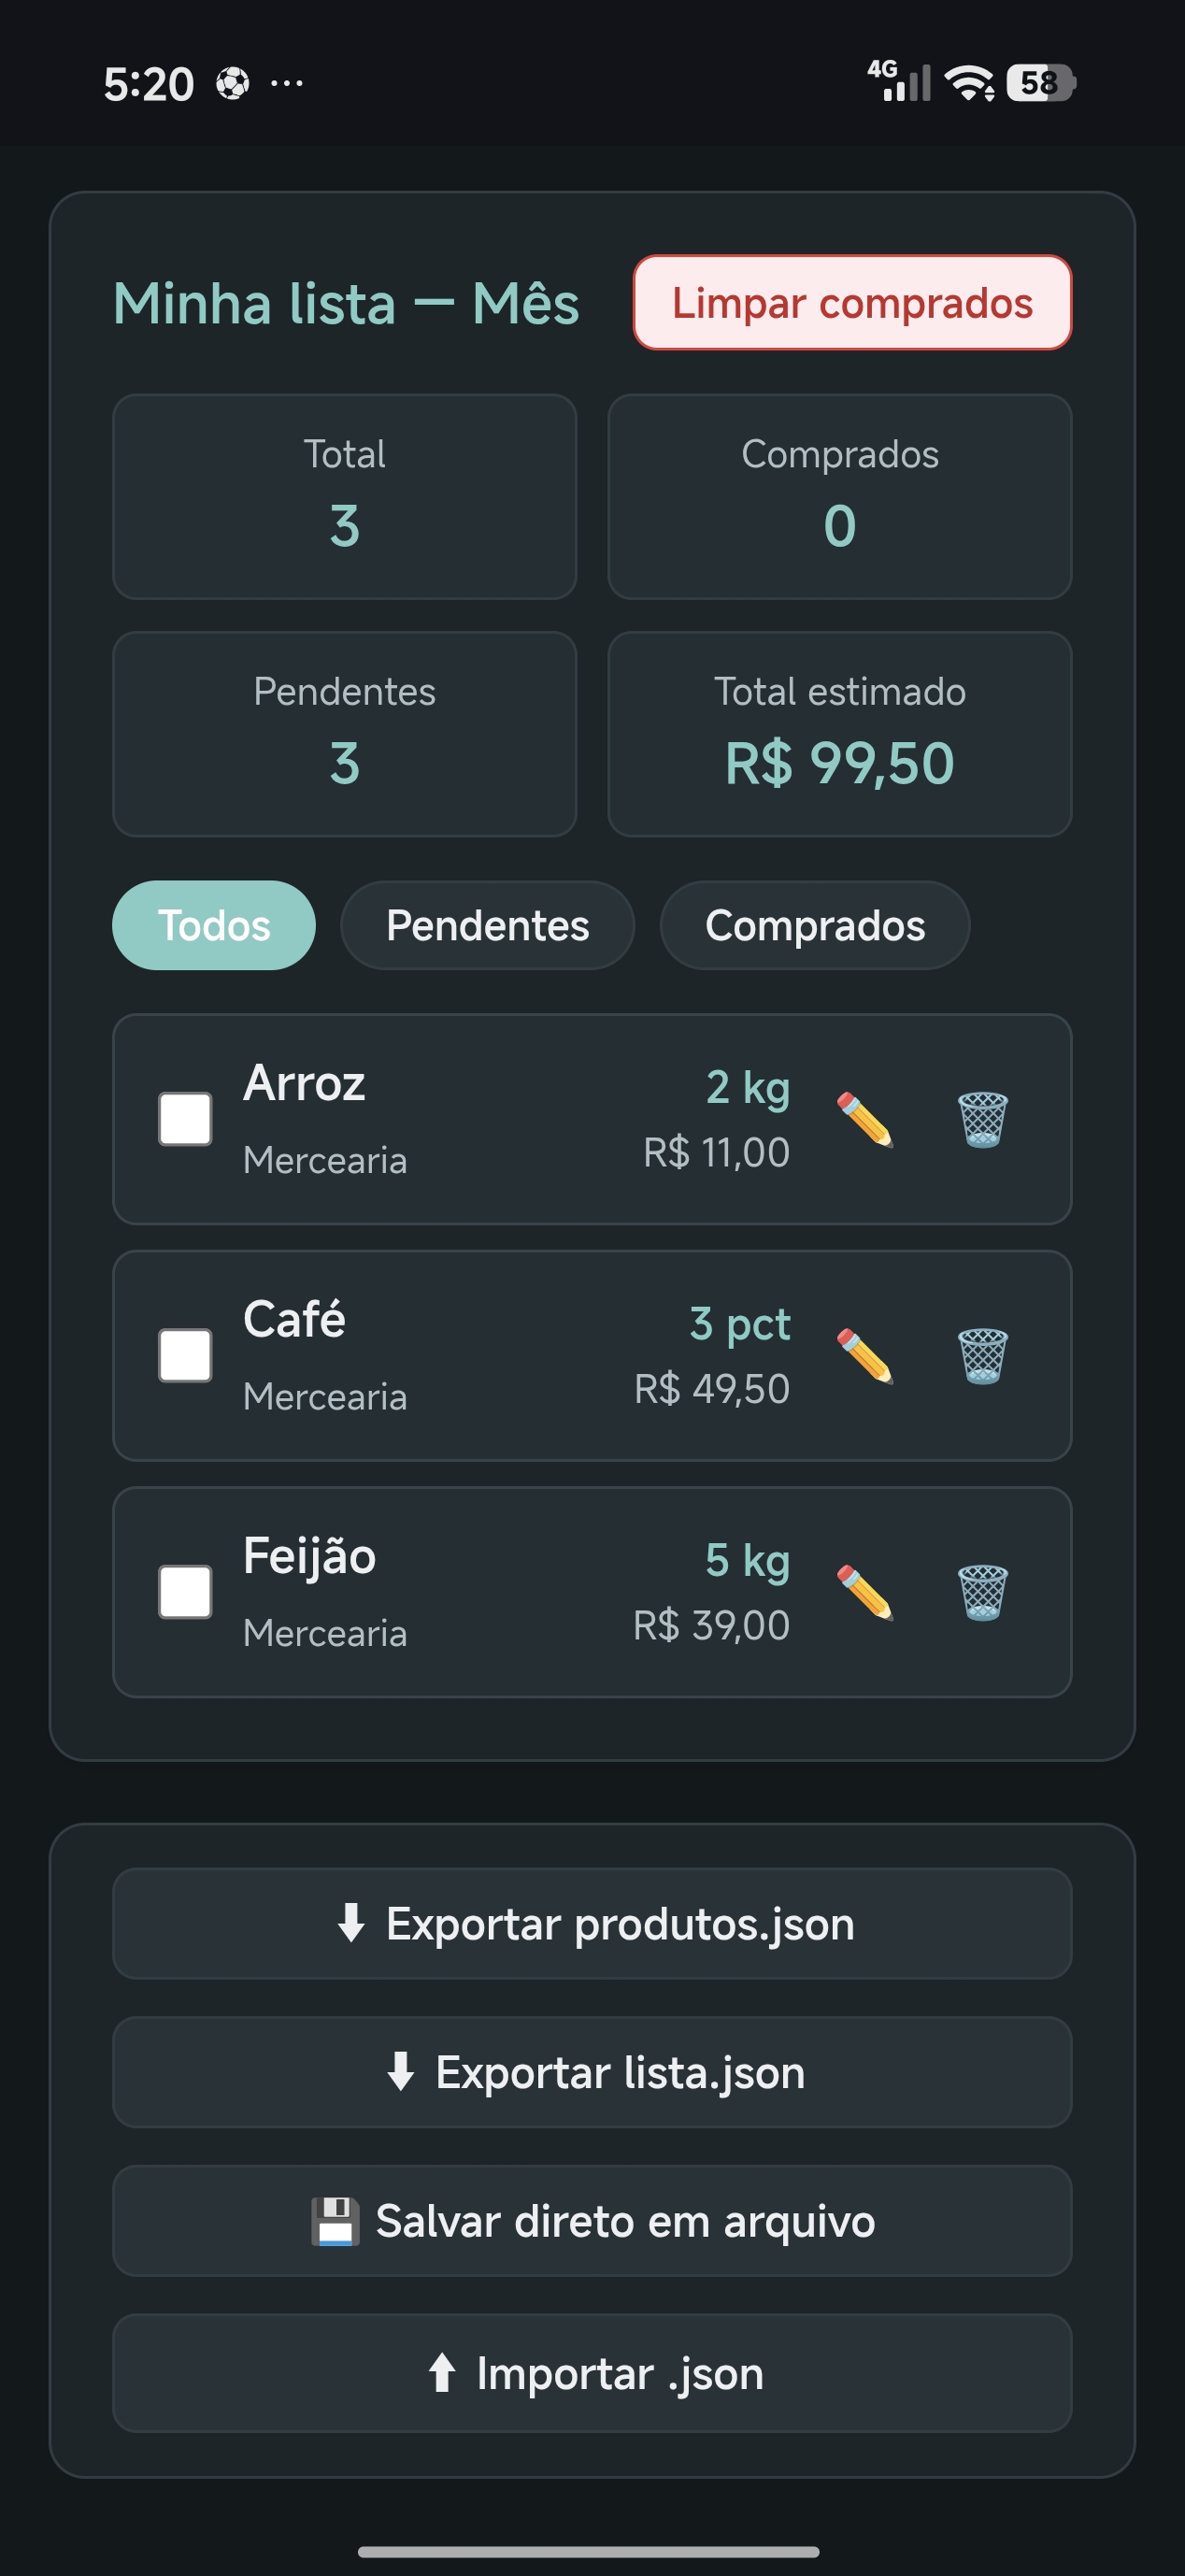 5:20 ... 4G 58
Minha lista — Mês
Limpar comprados
Total
3
Comprados
0
Pendentes
3
Total estimado
R$ 99,50
Todos Pendentes Comprados
Arroz
Mercearia
2 kg
R$ 11,00
Café
Mercearia
3 pct
R$ 49,50
Feijão
Mercearia
5 kg
R$ 39,00
⬇ Exportar produtos.json
⬇ Exportar lista.json
💾 Salvar direto em arquivo
⬆ Importar .json